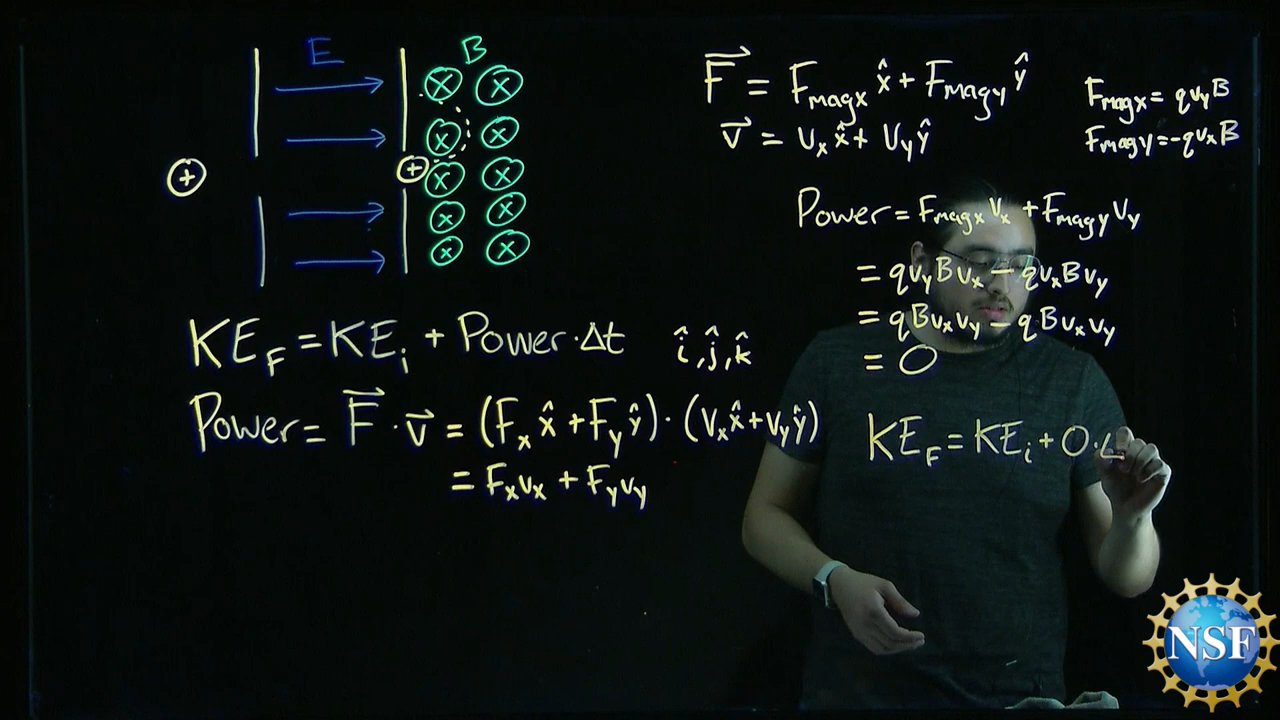 E
B
F⃗ = Fmagx x̂ + Fmagy ŷ
v⃗ = Vx x̂ + Vy ŷ
Fmagx = qvyB
Fmagy = -qvxB
Power = Fmagx Vx + Fmagy Vy
= qvyBvx - qvxBvy
= qBvxvy - qBvxvy
= 0
KEF = KEi + Power·Δt
î, ĵ, k̂
Power = F⃗ · v⃗ = (Fx x̂ + Fy ŷ) · (Vx x̂ + Vy ŷ)
= Fxvx + Fyvy
KEF = KEi + 0·
NSF